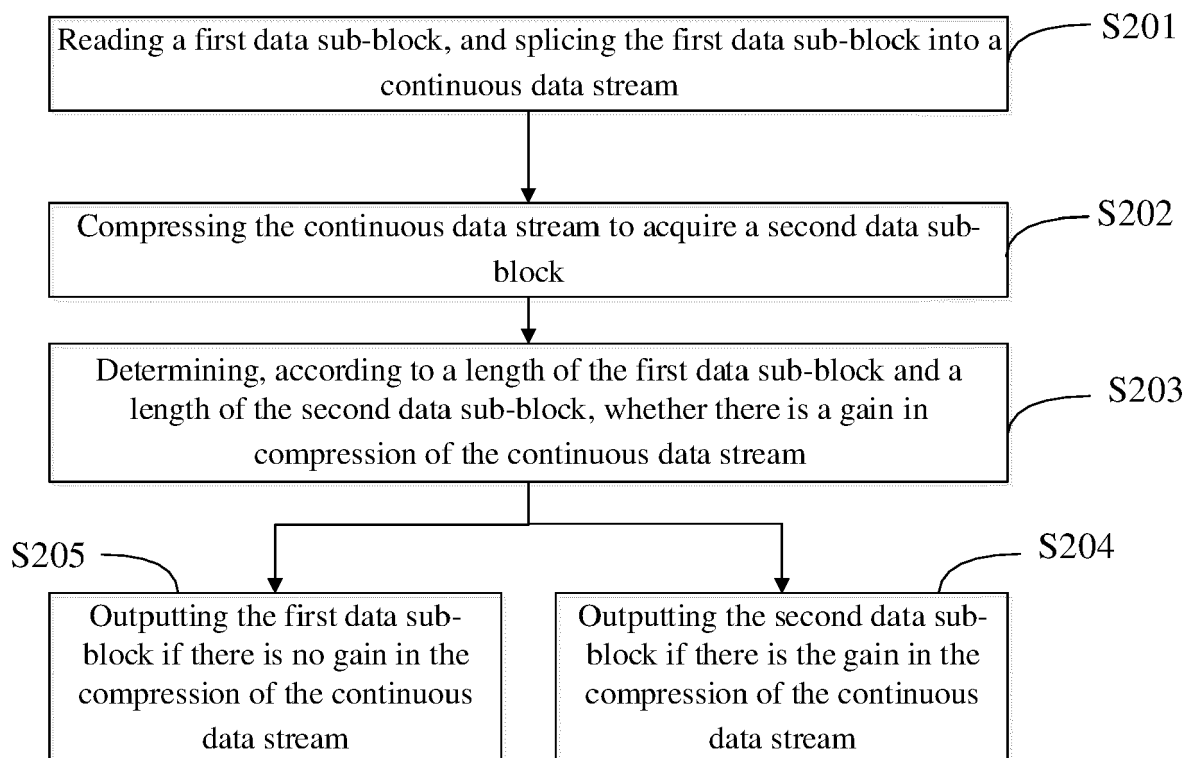 Reading a first data sub-block, and splicing the first data sub-block into a
continuous data stream
S201
Compressing the continuous data stream to acquire a second data sub-
block
S202
Determining, according to a length of the first data sub-block and a
length of the second data sub-block, whether there is a gain in
compression of the continuous data stream
S203
S205
Outputting the first data sub-
block if there is no gain in the
compression of the continuous
data stream
S204
Outputting the second data sub-
block if there is the gain in the
compression of the continuous
data stream